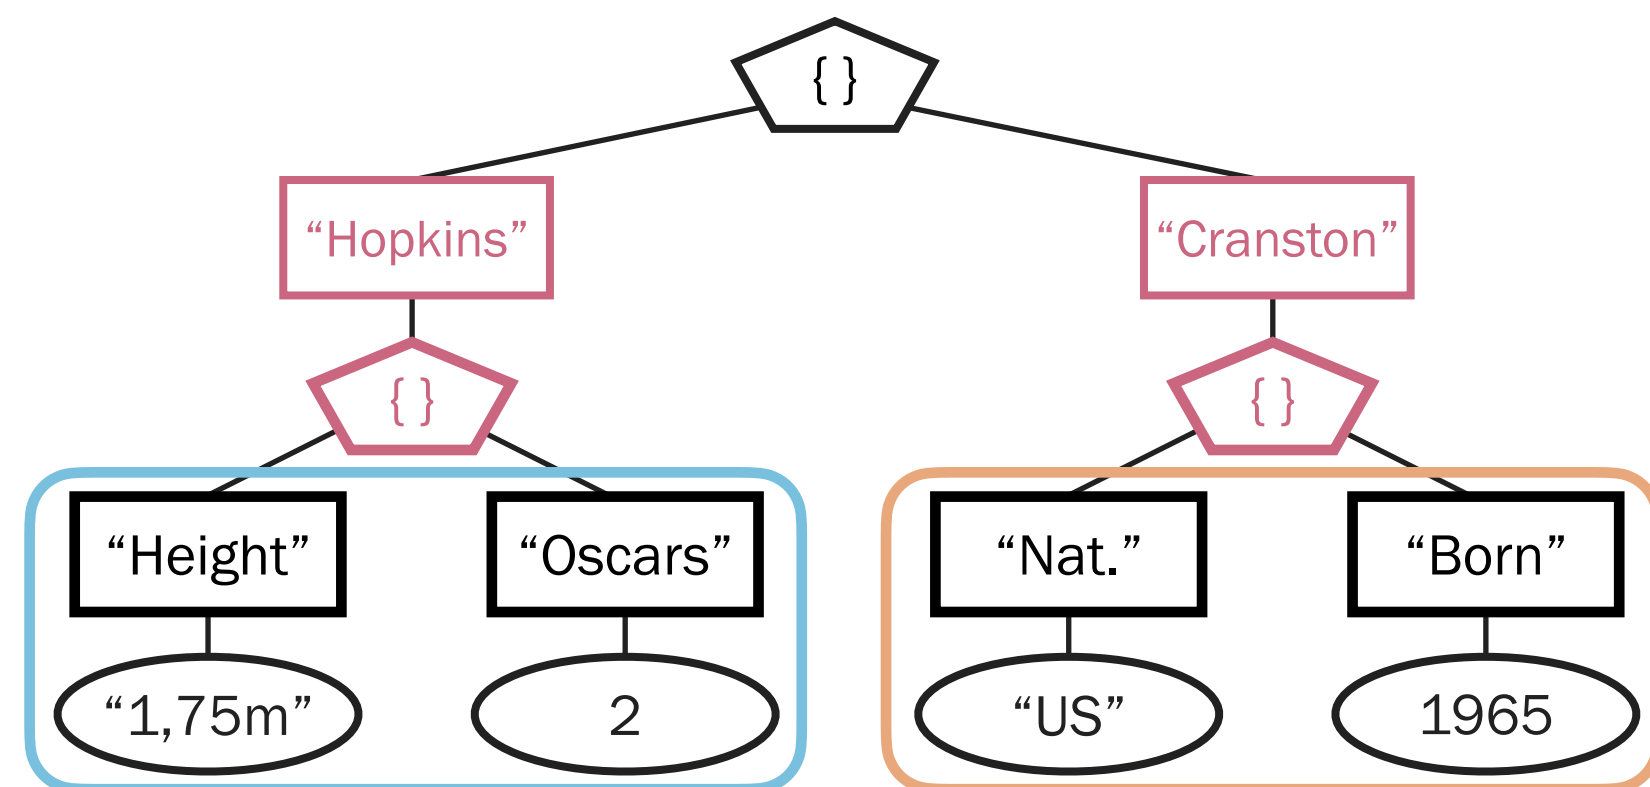 { }
“Hopkins”
“Cranston”
{ }
{ }
“Height”
“Oscars”
“Nat.”
“Born”
“1,75m”
2
“US”
1965